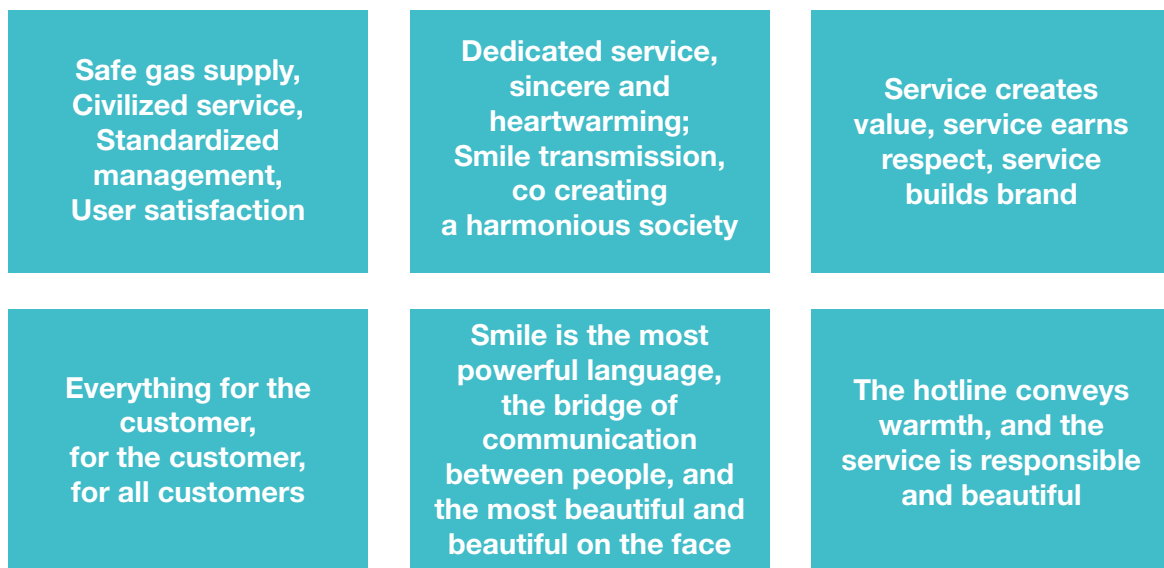 Safe gas supply,
Civilized service,
Standardized
management,
User satisfaction
Dedicated service,
sincere and
heartwarming;
Smile transmission,
co creating
a harmonious society
Service creates
value, service earns
respect, service
builds brand
Everything for the
customer,
for the customer,
for all customers
Smile is the most
powerful language,
the bridge of
communication
between people, and
the most beautiful and
beautiful on the face
The hotline conveys
warmth, and the
service is responsible
and beautiful